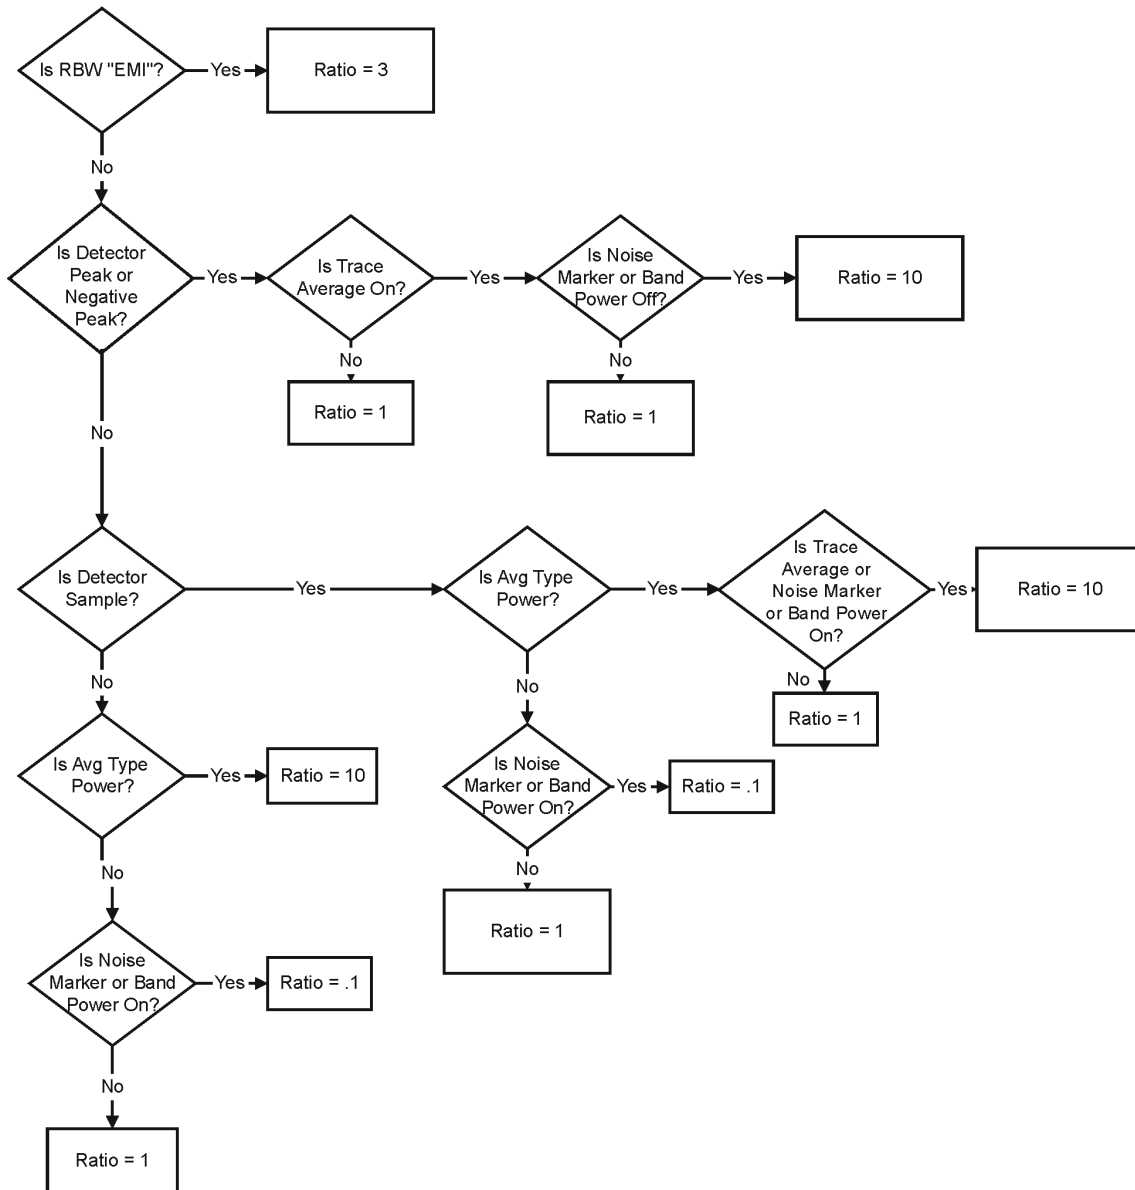 Is RBW "EMI"?
Yes
Ratio = 3
No
Is Detector
Peak or
Negative
Peak?
Yes
Is Trace
Average On?
Yes
Is Noise
Marker or Band
Power Off?
Yes
Ratio = 10
No
Ratio = 1
No
Ratio = 1
No
Is Detector
Sample?
Yes
Is Avg Type
Power?
Yes
Is Trace
Average or
Noise Marker
or Band Power
On?
Yes
Ratio = 10
No
Ratio = 1
No
Is Noise
Marker or Band
Power On?
Yes
Ratio = .1
No
Ratio = 1
No
Is Avg Type
Power?
Yes
Ratio = 10
No
Is Noise
Marker or Band
Power On?
Yes
Ratio = .1
No
Ratio = 1